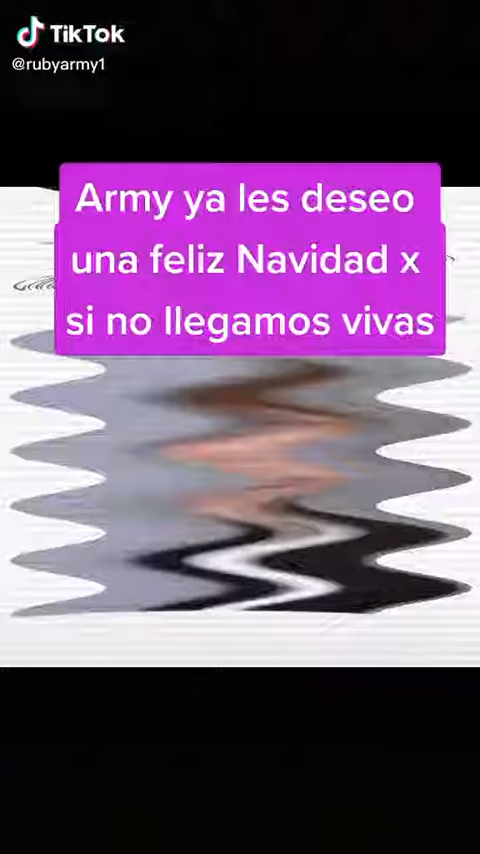 TikTok
@rubyarmy1
Army ya les deseo
una feliz Navidad x
si no llegamos vivas